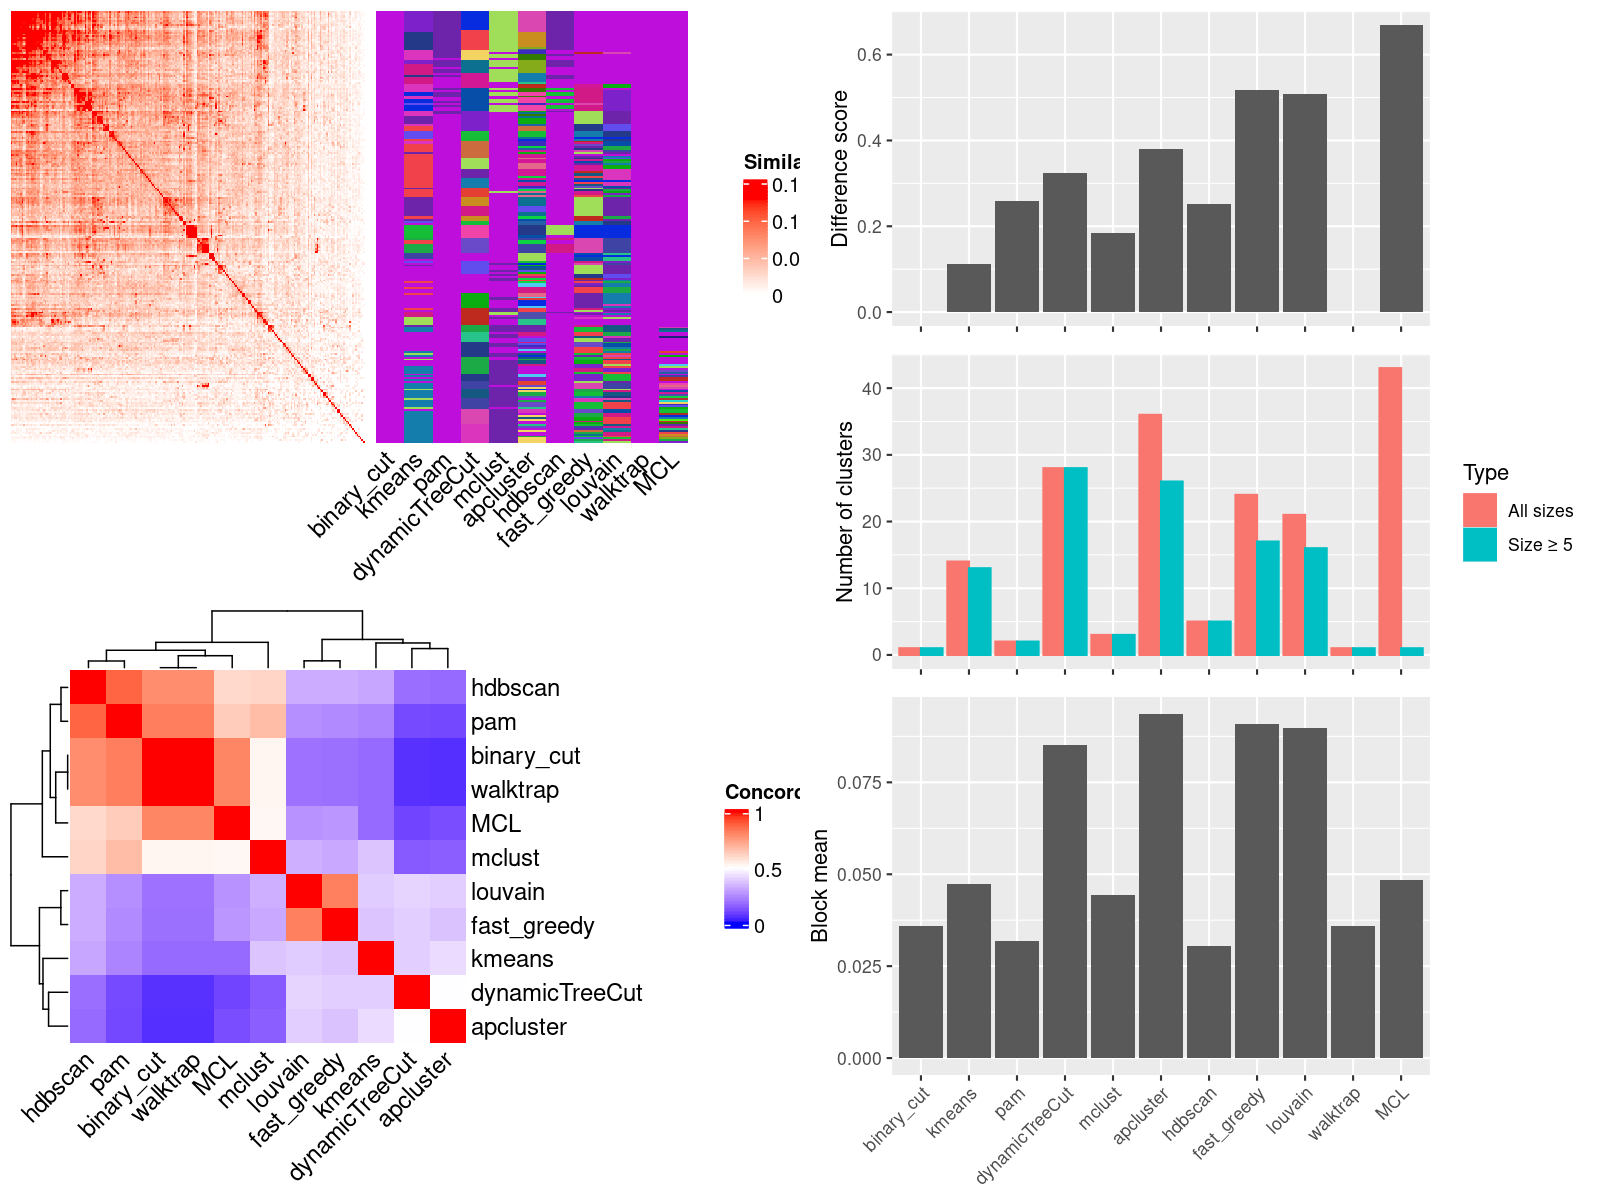 Simila
0.1
0.1
0.0
0
binary_cut
kmeans
pam
dynamicTreeCut
mclust
apcluster
hdbscan
fast_greedy
louvain
walktrap
MCL
hdbscan
pam
binary_cut
walktrap
MCL
mclust
louvain
fast_greedy
kmeans
dynamicTreeCut
apcluster
hdbscan
pam
binary_cut
walktrap
MCL
mclust
louvain
fast_greedy
kmeans
dynamicTreeCut
apcluster
Concord
1
0.5
0
Difference score
0.6
0.4
0.2
0.0
Number of clusters
40
30
20
10
0
Type
All sizes
Size ≥ 5
Block mean
0.075
0.050
0.025
0.000
binary_cut
kmeans
pam
dynamicTreeCut
mclust
apcluster
hdbscan
fast_greedy
louvain
walktrap
MCL